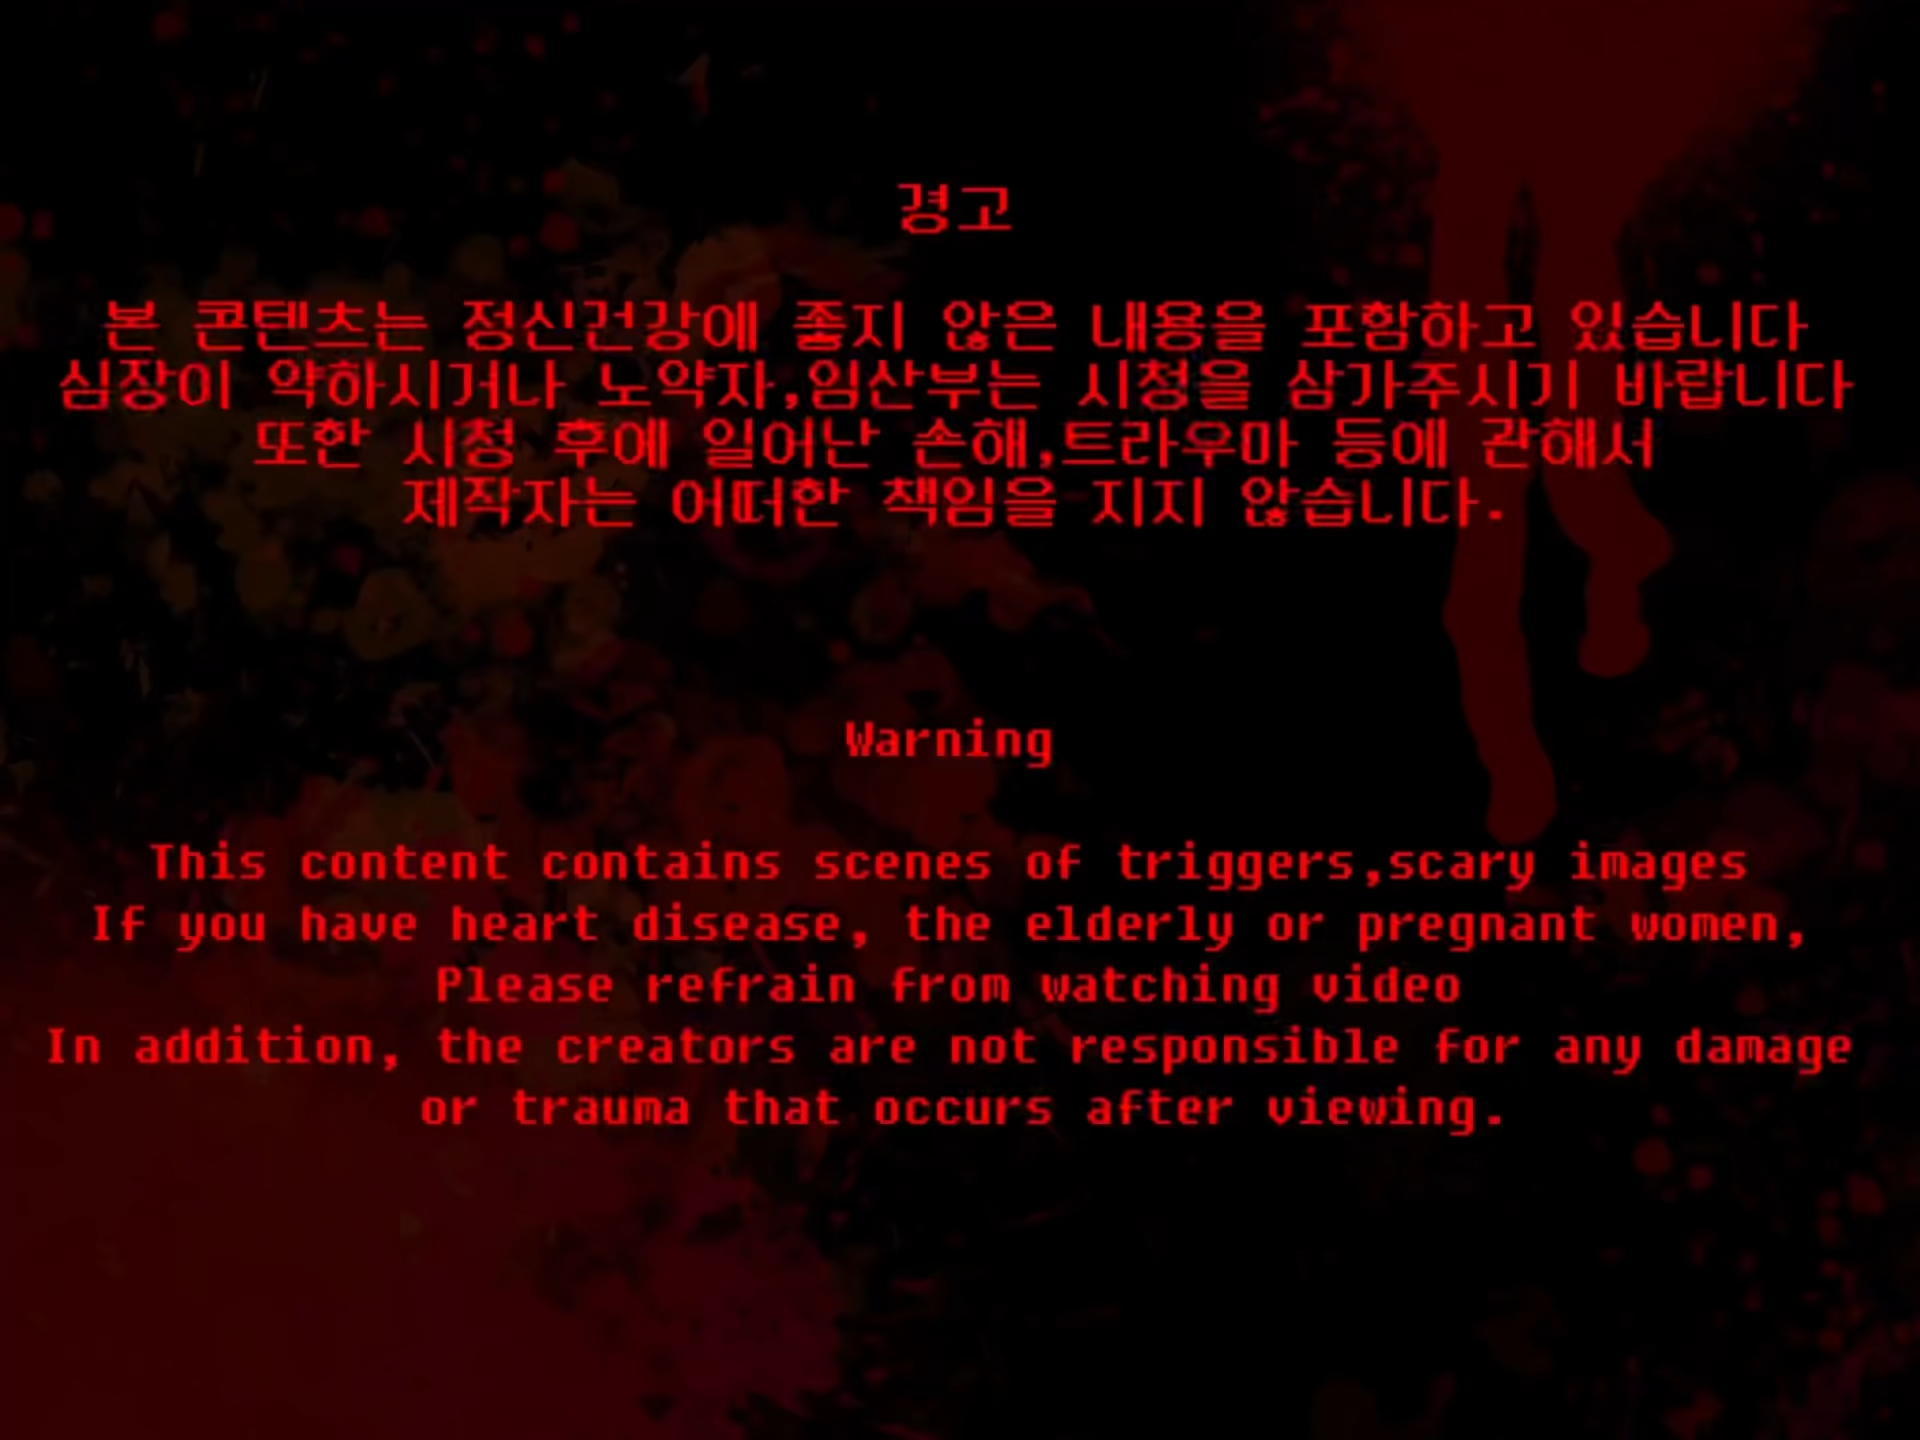 경고
본 콘텐츠는 정신건강에 좋지 않은 내용을 포함하고 있습니다
심장이 약하시거나 노약자,임산부는 시청을 삼가주시기 바랍니다
또한 시청 후에 일어난 손해,트라우마 등에 관해서
제작자는 어떠한 책임을 지지 않습니다.
Warning
This content contains scenes of triggers,scary images
If you have heart disease, the elderly or pregnant women,
Please refrain from watching video
In addition, the creators are not responsible for any damage
or trauma that occurs after viewing.